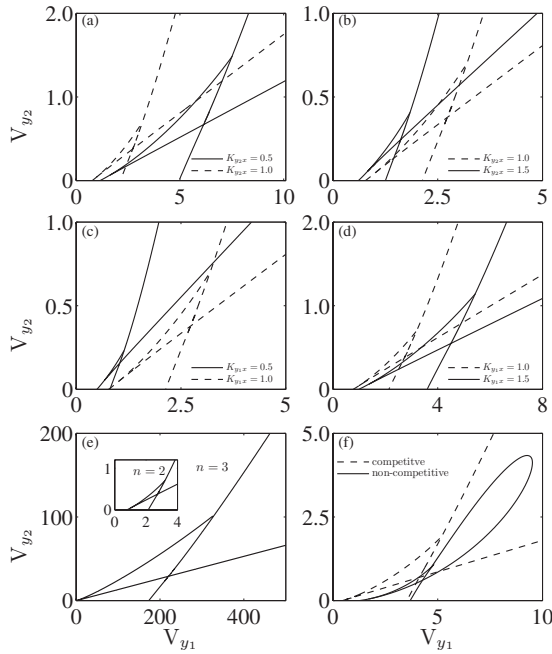 (a)
V_{y_2}
2.0
1.0
0
0
5
10
K_{y_2x} = 0.5
K_{y_2x} = 1.0
(b)
1.0
0.5
0
0
2.5
5
K_{y_2x} = 1.0
K_{y_2x} = 1.5
(c)
V_{y_2}
1.0
0.5
0
0
2.5
5
K_{y_1x} = 0.5
K_{y_1x} = 1.0
(d)
2.0
1.0
0
0
4
8
K_{y_1x} = 1.0
K_{y_1x} = 1.5
(e)
V_{y_2}
200
100
0
0
200
400
V_{y_1}
n = 2
n = 3
1
0
0
2
4
(f)
5.0
2.5
0
0
5
10
V_{y_1}
competitve
non-competitive